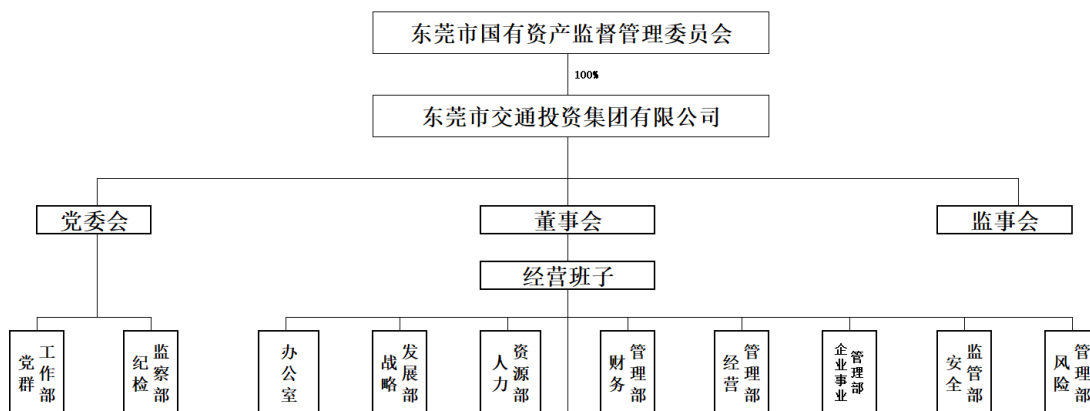 东莞市国有资产监督管理委员会
100%
东莞市交通投资集团有限公司
党委会
董事会
监事会
经营班子
党群
工作部
纪检
监察部
办公室
战略
发展部
人力
资源部
财务
管理部
经营
管理部
企业事业
管理部
安全
监管部
风险
管理部